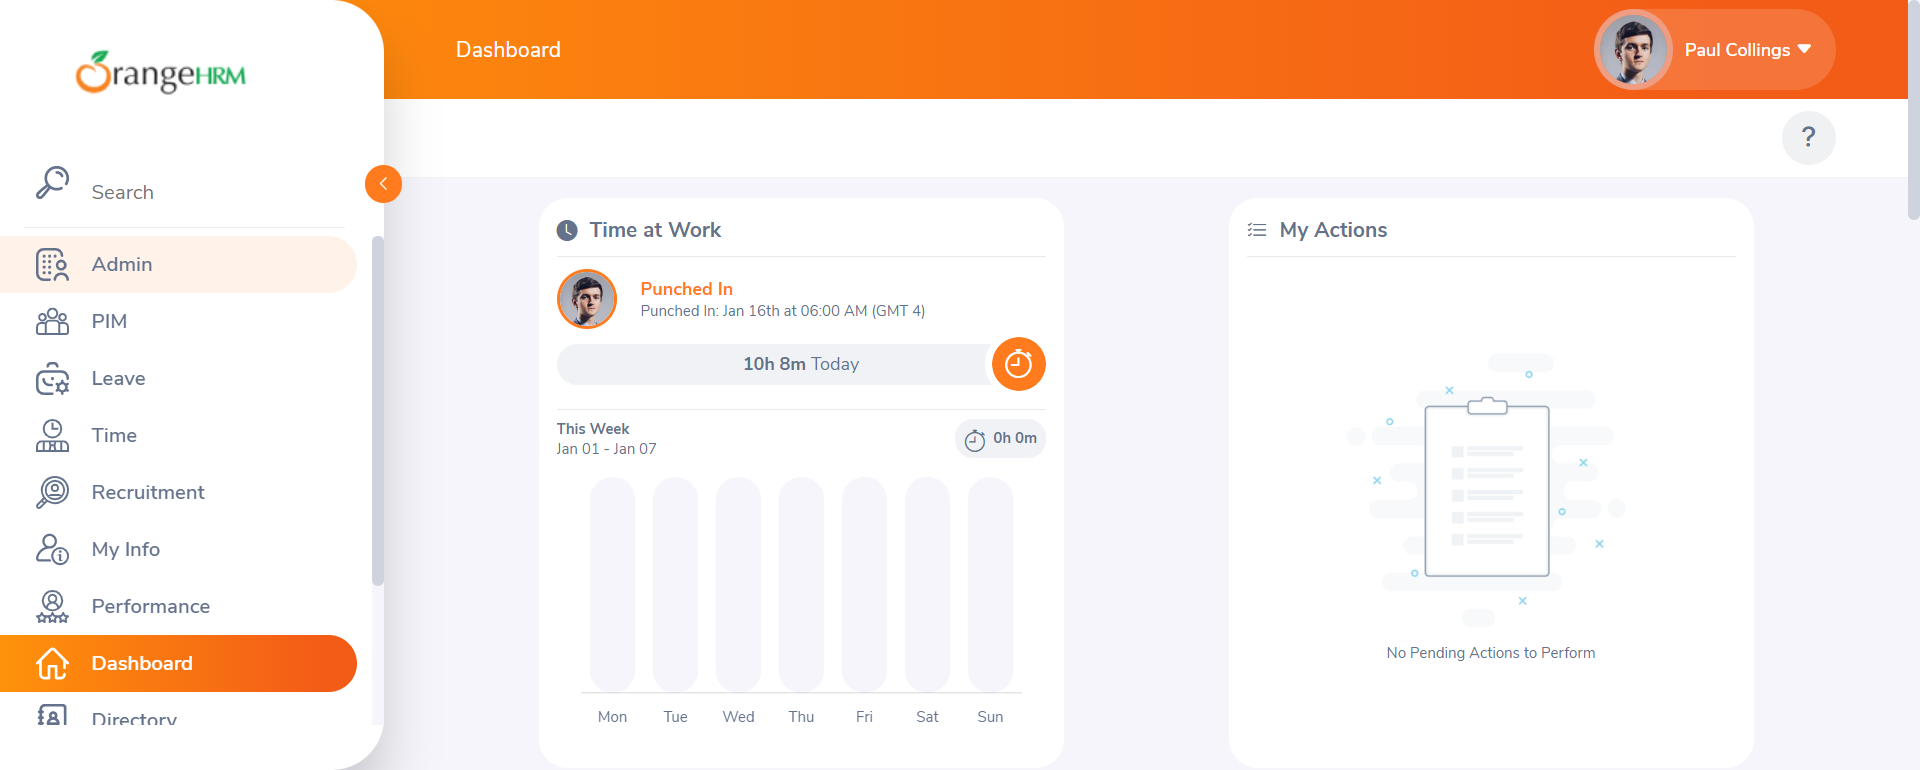 OrangeHRM
Dashboard
Paul Collings
?
Search
Admin
PIM
Leave
Time
Recruitment
My Info
Performance
Dashboard
Directory
Time at Work
Punched In
Punched In: Jan 16th at 06:00 AM (GMT 4)
10h 8m Today
This Week
Jan 01 - Jan 07
0h 0m
Mon Tue Wed Thu Fri Sat Sun
My Actions
No Pending Actions to Perform